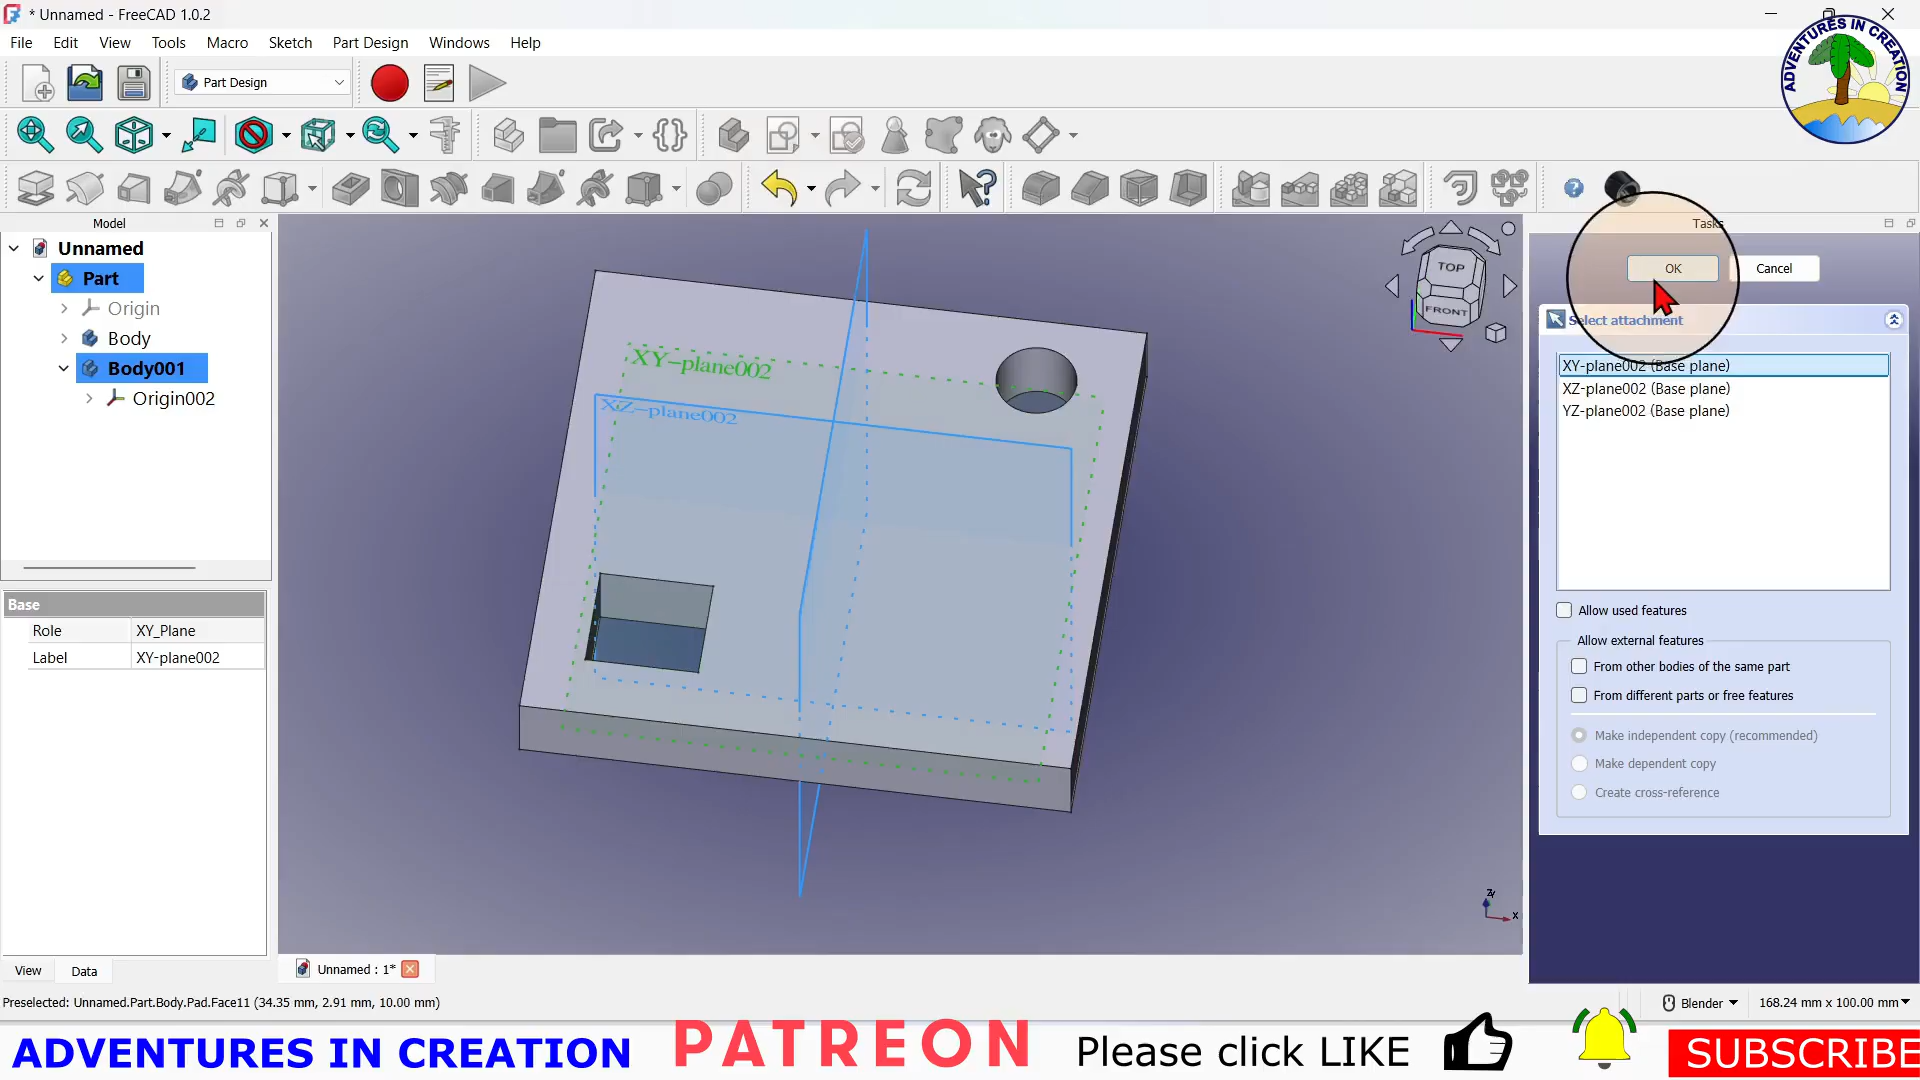 * Unnamed - FreeCAD 1.0.2
File Edit View Tools Macro Sketch Part Design Windows Help
Part Design
ADVENTURES IN CREATION
Model
Tasks
Unnamed
Part
Origin
Body
Body001
Origin002
OK Cancel
Select attachment
XY-plane002 (Base plane)
XZ-plane002 (Base plane)
YZ-plane002 (Base plane)
Allow used features
Allow external features
From other bodies of the same part
From different parts or free features
Make independent copy (recommended)
Make dependent copy
Create cross-reference
XY-plane002
XZ-plane002
TOP
FRONT
Base
Role XY_Plane
Label XY-plane002
View Data
Unnamed : 1*
Preselected: Unnamed.Part.Body.Pad.Face11 (34.35 mm, 2.91 mm, 10.00 mm)
Blender 168.24 mm x 100.00 mm
ADVENTURES IN CREATION PATREON Please click LIKE SUBSCRIBE